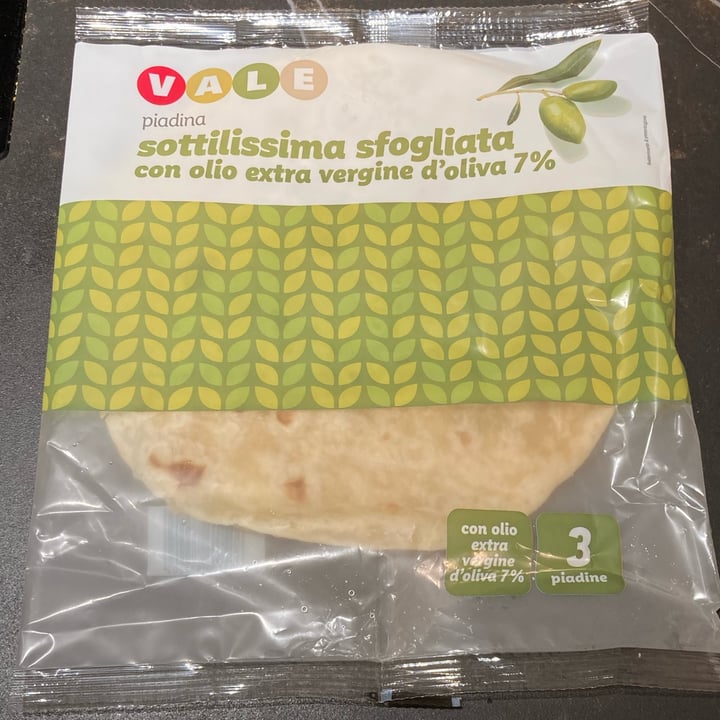 VALE
piadina
sottilissima sfogliata
con olio extra vergine d'oliva 7%
con olio
extra
vergine
d'oliva 7%
3
piadine